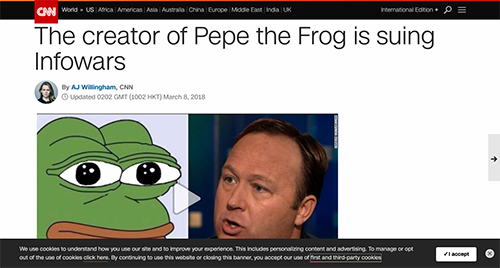 CNN World + US Africa Americas Asia Australia China Europe Middle East India UK International Edition +
The creator of Pepe the Frog is suing
Infowars
By AJ Willingham, CNN
Updated 0202 GMT (1002 HKT) March 8, 2018
We use cookies to understand how you use our site and to improve your experience. This includes personalizing content and advertising. To manage or opt
out of the use of cookies click here. By continuing to use this website or closing this banner, you accept our use of first and third-party cookies
✓I accept